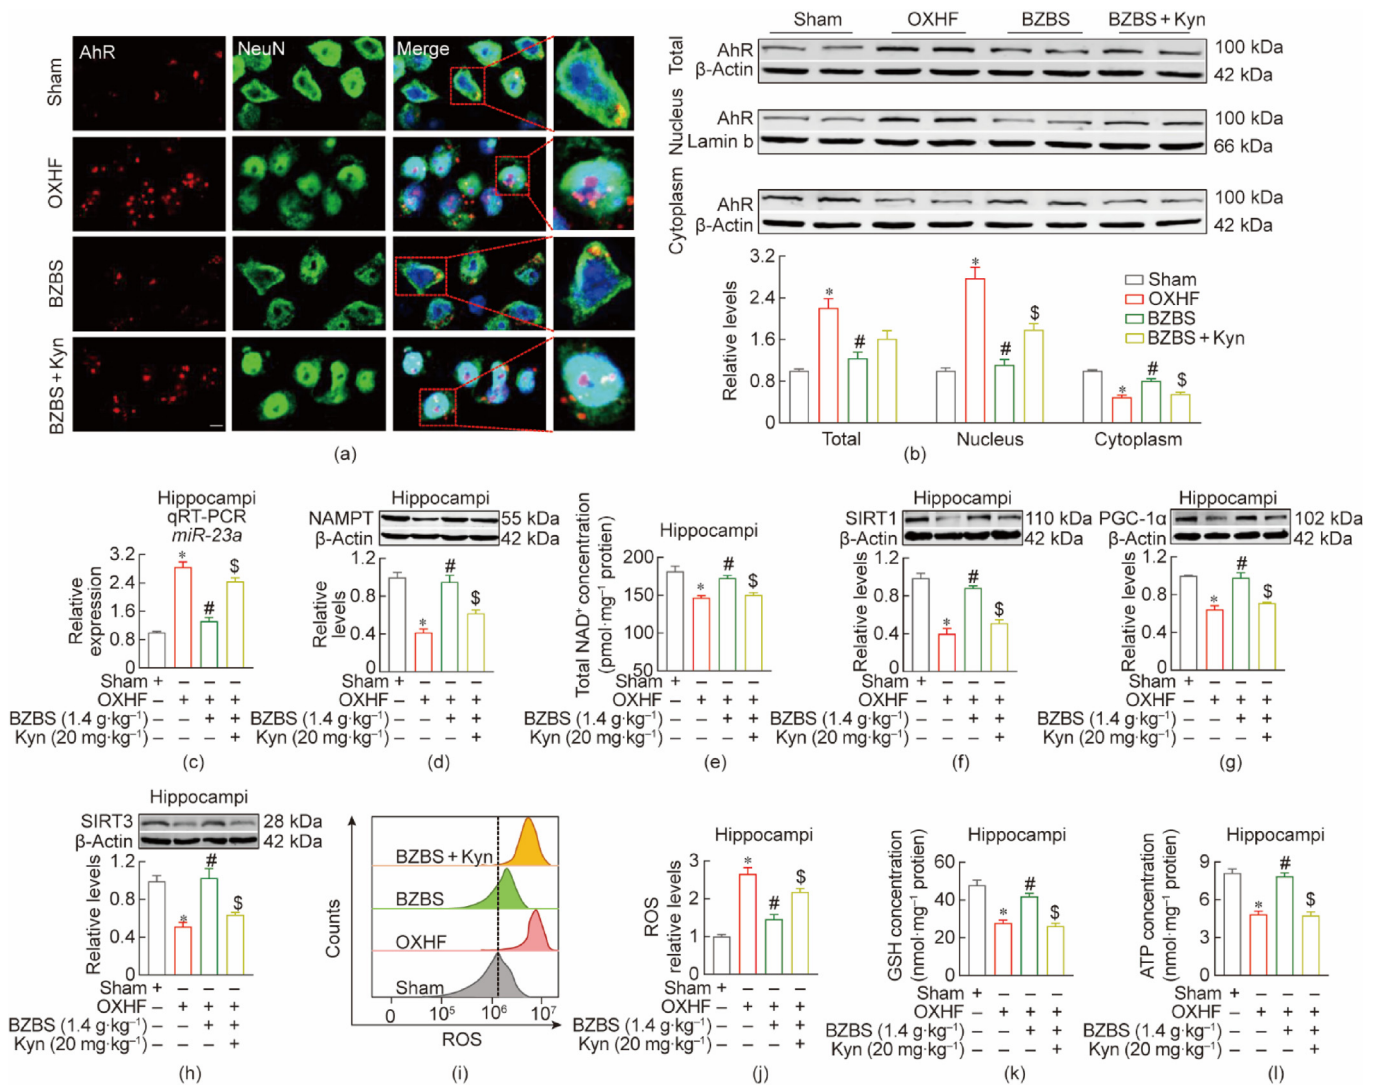 AhR NeuN Merge
Sham
OXHF
BZBS
BZBS + Kyn
(a)
Sham OXHF BZBS BZBS + Kyn
Total
AhR 100 kDa
β-Actin 42 kDa
Nucleus
AhR 100 kDa
Lamin b 66 kDa
Cytoplasm
AhR 100 kDa
β-Actin 42 kDa
Relative levels
3.2
2.4
1.6
0.8
0
* # * # $ * # $
Sham
OXHF
BZBS
BZBS + Kyn
Total Nucleus Cytoplasm
(b)
Hippocampi
qRT-PCR
miR-23a
Relative
expression
3.2
2.4
1.6
0.8
0
* # $
Sham + – – –
OXHF – + + +
BZBS (1.4 g·kg⁻¹) – – + +
Kyn (20 mg·kg⁻¹) – – – +
(c)
Hippocampi
NAMPT 55 kDa
β-Actin 42 kDa
Relative
levels
1.2
0.8
0.4
0
* # $
Sham + – – –
OXHF – + + +
BZBS (1.4 g·kg⁻¹) – – + +
Kyn (20 mg·kg⁻¹) – – – +
(d)
Hippocampi
Total NAD⁺ concentration
(pmol·mg⁻¹ protien)
200
150
100
50
* # $
Sham + – – –
OXHF – + + +
– – + +
– – – +
(e)
Hippocampi
SIRT1 110 kDa
β-Actin 42 kDa
Relative levels
1.2
0.8
0.4
0
* # $
Sham + – – –
OXHF – + + +
BZBS (1.4 g·kg⁻¹) – – + +
Kyn (20 mg·kg⁻¹) – – – +
(f)
Hippocampi
PGC-1α 102 kDa
β-Actin 42 kDa
Relative levels
1.2
0.8
0.4
0
* # $
Sham + – – –
OXHF – + + +
BZBS (1.4 g·kg⁻¹) – – + +
Kyn (20 mg·kg⁻¹) – – – +
(g)
Hippocampi
SIRT3 28 kDa
β-Actin 42 kDa
Relative levels
1.2
0.8
0.4
0
* # $
Sham + – – –
OXHF – + + +
BZBS (1.4 g·kg⁻¹) – – + +
Kyn (20 mg·kg⁻¹) – – – +
(h)
Counts
BZBS + Kyn
BZBS
OXHF
Sham
0 10⁵ 10⁶ 10⁷
ROS
(i)
Hippocampi
ROS
relative levels
3
2
1
0
* # $
Sham + – – –
OXHF – + + +
BZBS (1.4 g·kg⁻¹) – – + +
Kyn (20 mg·kg⁻¹) – – – +
(j)
Hippocampi
GSH concentration
(nmol·mg⁻¹ protien)
60
40
20
0
* # $
Sham + – – –
OXHF – + + +
BZBS (1.4 g·kg⁻¹) – – + +
Kyn (20 mg·kg⁻¹) – – – +
(k)
Hippocampi
ATP concentration
(nmol·mg⁻¹ protien)
9
6
3
0
* # $
Sham + – – –
OXHF – + + +
BZBS (1.4 g·kg⁻¹) – – + +
Kyn (20 mg·kg⁻¹) – – – +
(l)